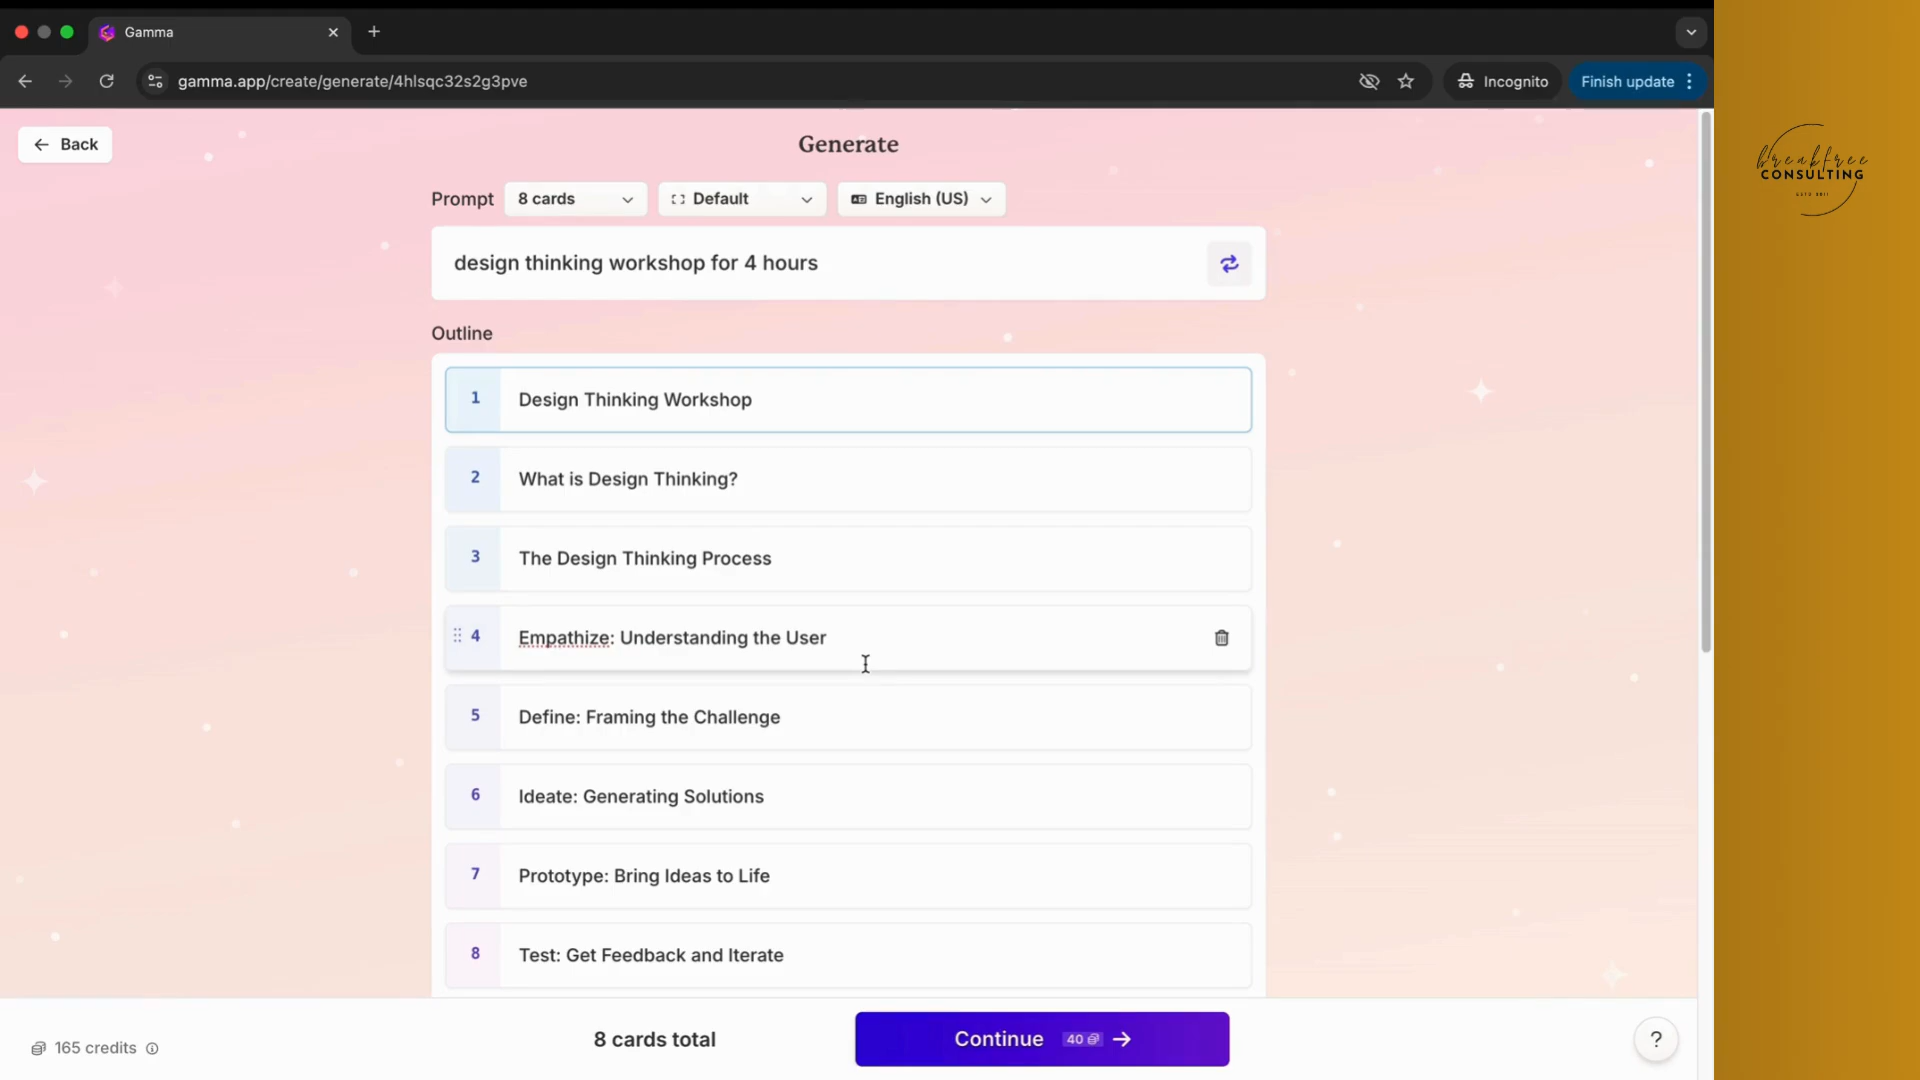 Gamma
gamma.app/create/generate/4hlsqc32s2g3pve
Incognito
Finish update
breakfree
CONSULTING
Back
Generate
Prompt
8 cards
Default
English (US)
design thinking workshop for 4 hours
Outline
1 Design Thinking Workshop
2 What is Design Thinking?
3 The Design Thinking Process
4 Empathize: Understanding the User
5 Define: Framing the Challenge
6 Ideate: Generating Solutions
7 Prototype: Bring Ideas to Life
8 Test: Get Feedback and Iterate
165 credits
8 cards total
Continue 40
?